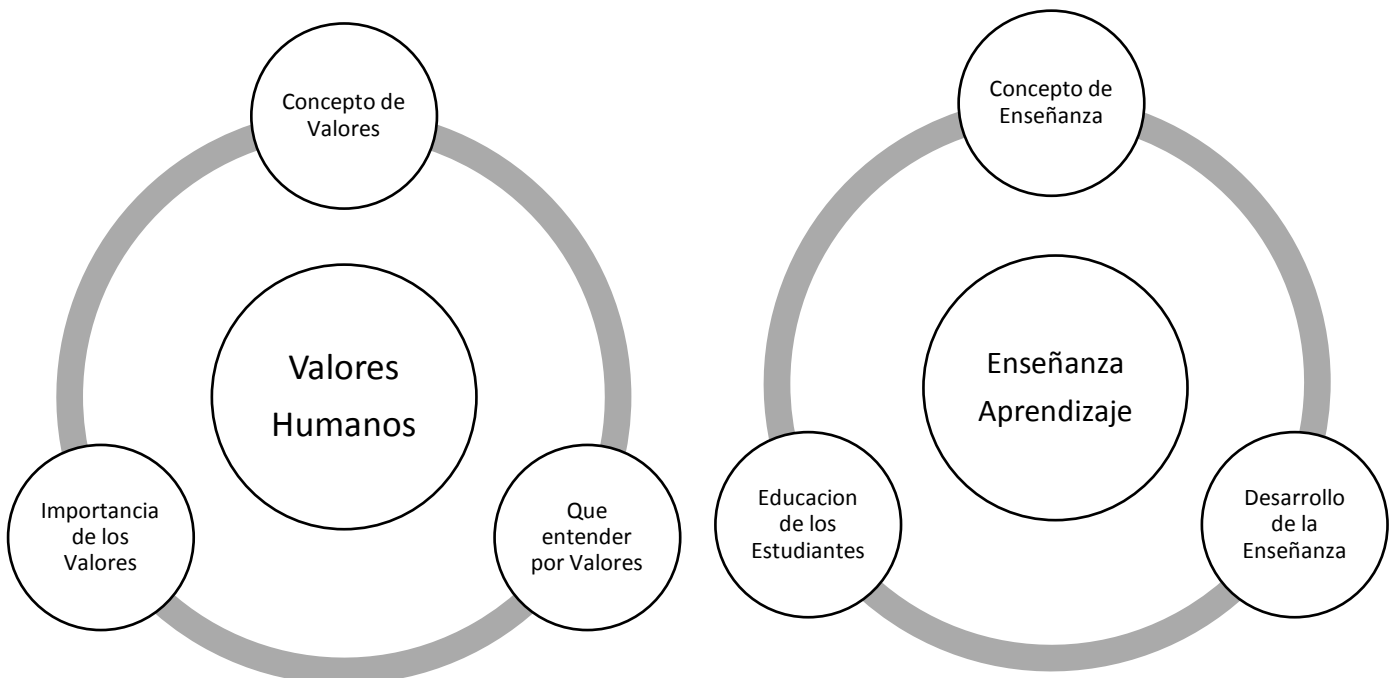 Concepto de
Valores
Valores
Humanos
Importancia
de los
Valores
Que
entender
por Valores
Concepto de
Enseñanza
Enseñanza
Aprendizaje
Educacion
de los
Estudiantes
Desarrollo
de la
Enseñanza